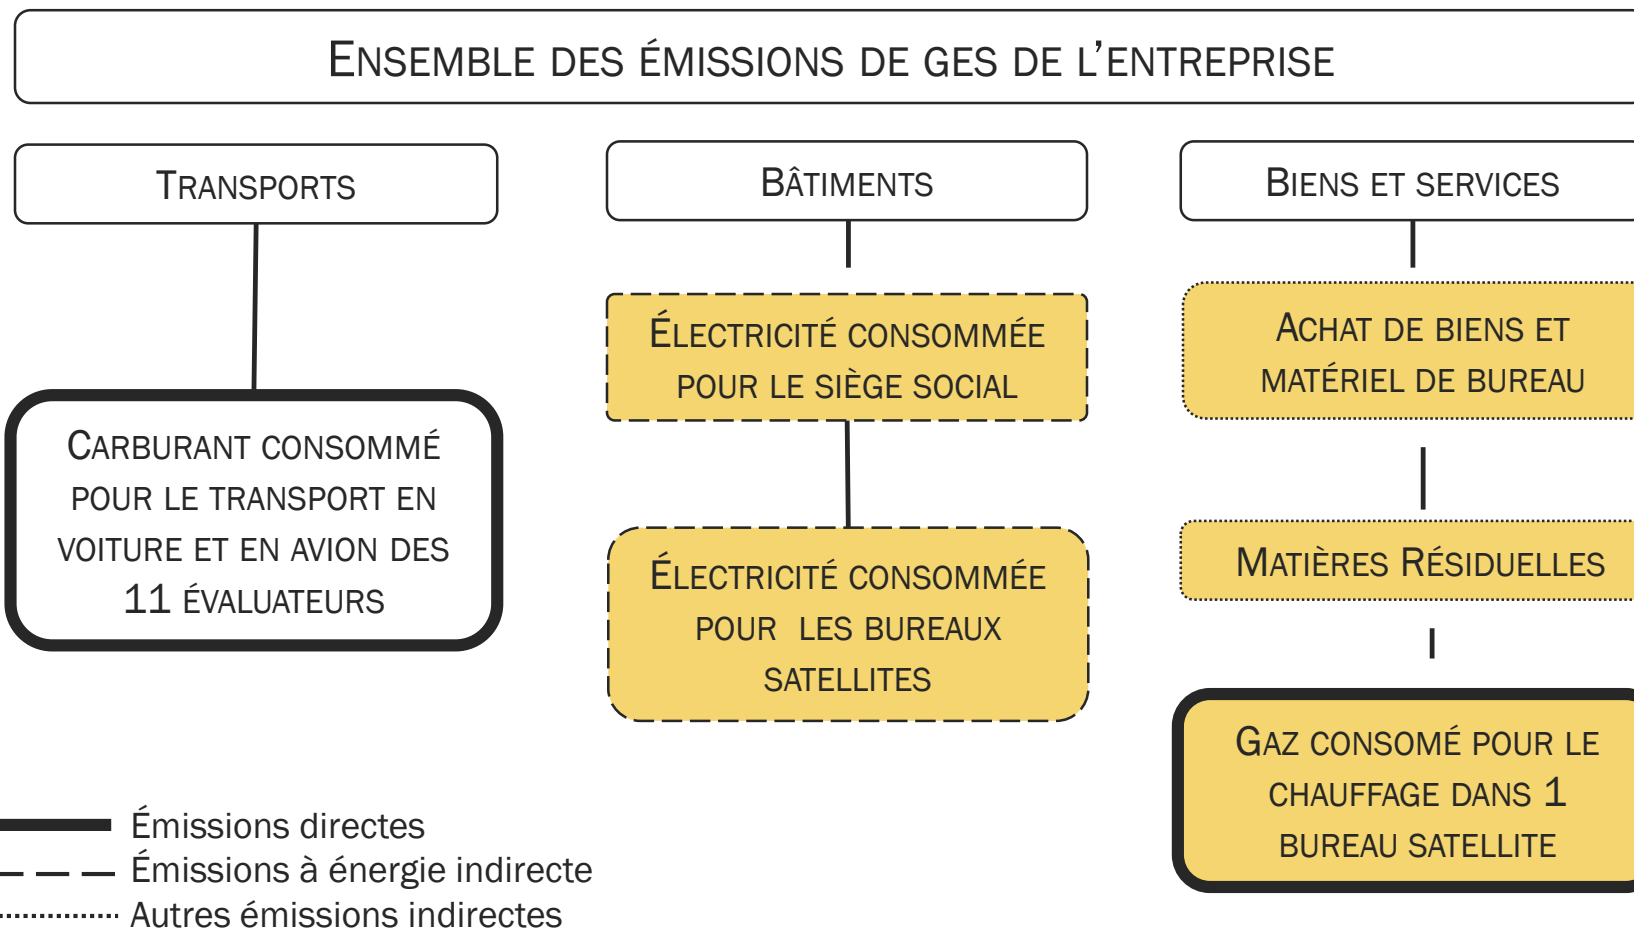 ENSEMBLE DES ÉMISSIONS DE GES DE L'ENTREPRISE
TRANSPORTS
CARBURANT CONSOMMÉ
POUR LE TRANSPORT EN
VOITURE ET EN AVION DES
11 ÉVALUATEURS
BÂTIMENTS
ÉLECTRICITÉ CONSOMMÉE
POUR LE SIÈGE SOCIAL
ÉLECTRICITÉ CONSOMMÉE
POUR LES BUREAUX
SATELLITES
BIENS ET SERVICES
ACHAT DE BIENS ET
MATÉRIEL DE BUREAU
MATIÈRES RÉSIDUELLES
GAZ CONSOMÉ POUR LE
CHAUFFAGE DANS 1
BUREAU SATELLITE
Émissions directes
Émissions à énergie indirecte
Autres émissions indirectes